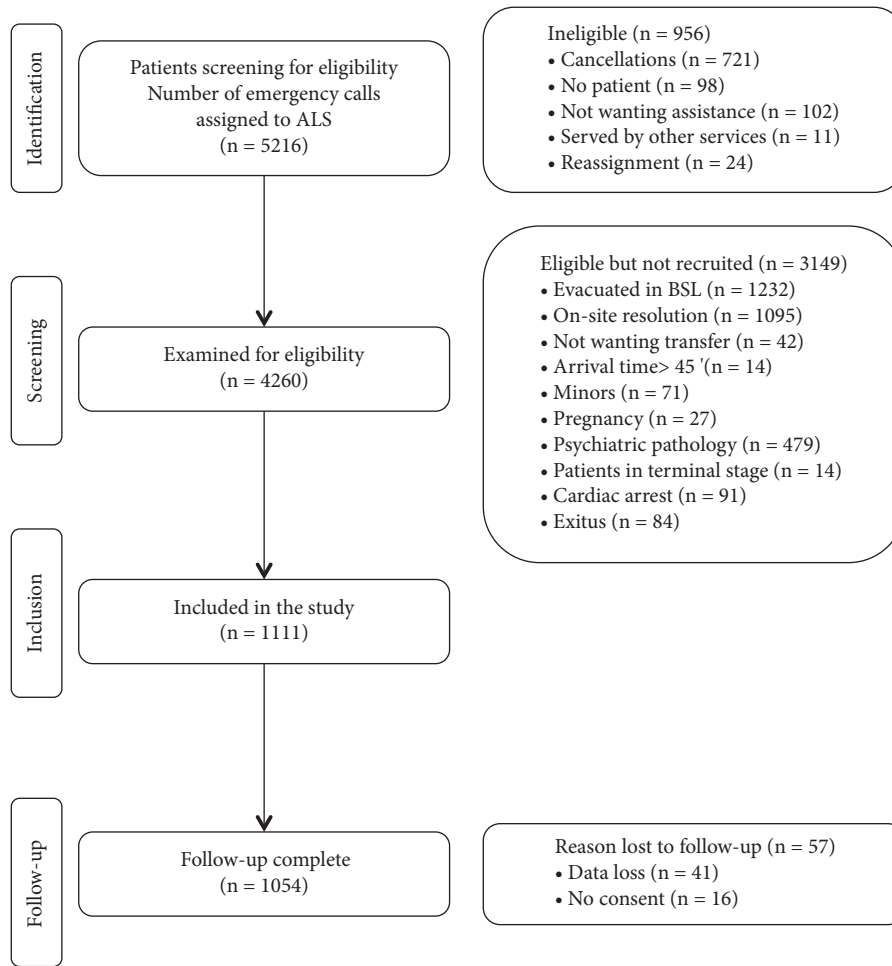 Identification
Patients screening for eligibility
Number of emergency calls
assigned to ALS
(n = 5216)
Ineligible (n = 956)
• Cancellations (n = 721)
• No patient (n = 98)
• Not wanting assistance (n = 102)
• Served by other services (n = 11)
• Reassignment (n = 24)
Screening
Examined for eligibility
(n = 4260)
Eligible but not recruited (n = 3149)
• Evacuated in BSL (n = 1232)
• On-site resolution (n = 1095)
• Not wanting transfer (n = 42)
• Arrival time> 45 '(n = 14)
• Minors (n = 71)
• Pregnancy (n = 27)
• Psychiatric pathology (n = 479)
• Patients in terminal stage (n = 14)
• Cardiac arrest (n = 91)
• Exitus (n = 84)
Inclusion
Included in the study
(n = 1111)
Follow-up
Follow-up complete
(n = 1054)
Reason lost to follow-up (n = 57)
• Data loss (n = 41)
• No consent (n = 16)